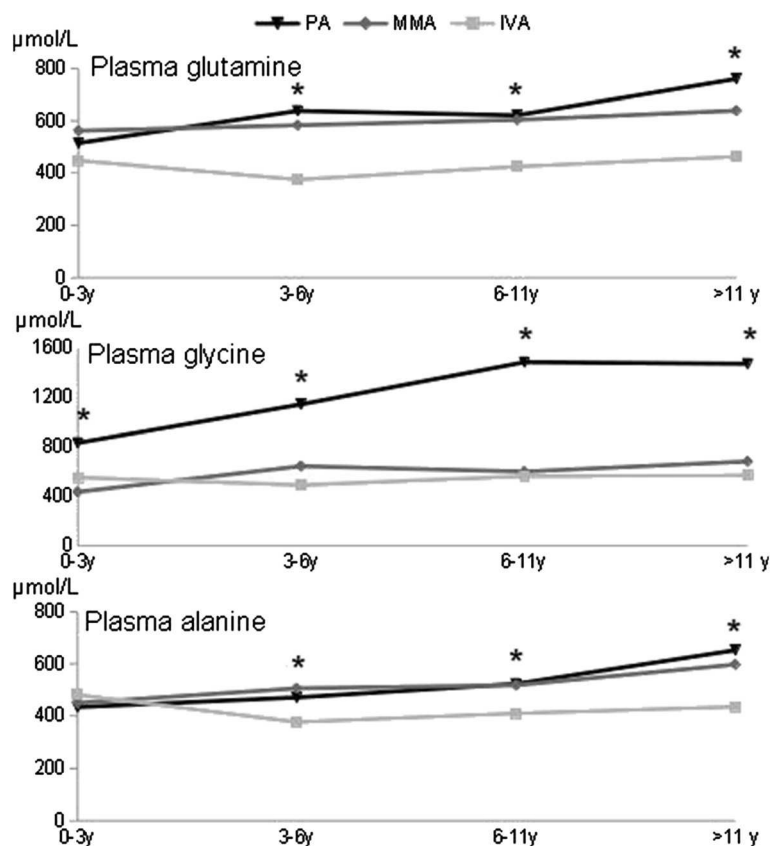 PA MMA IVA
µmol/L
Plasma glutamine
800
600
400
200
0
* * *
0-3y 3-6y 6-11y >11 y
µmol/L
Plasma glycine
1600
1200
800
400
0
* * * *
0-3y 3-6y 6-11y >11 y
µmol/L
Plasma alanine
800
600
400
200
0
* * *
0-3y 3-6y 6-11y >11 y